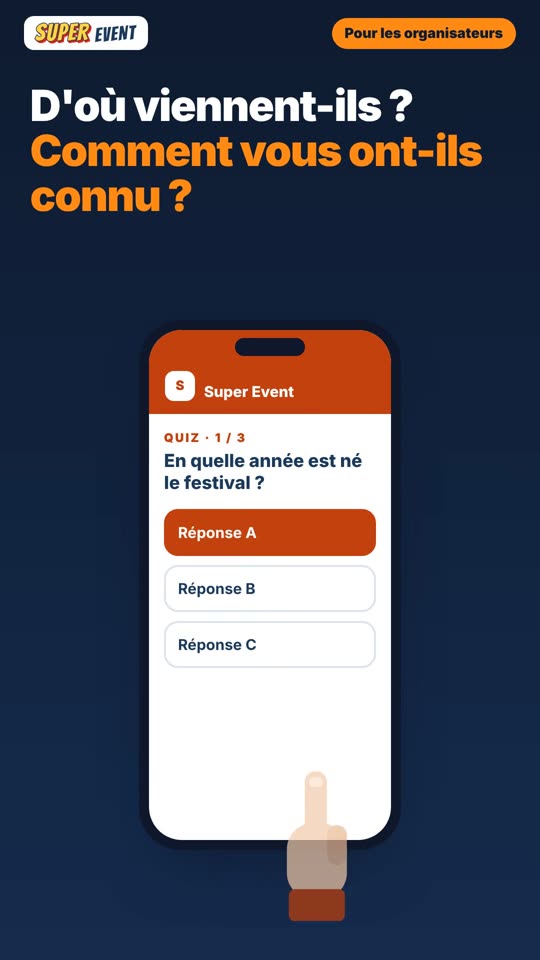 SUPER EVENT
Pour les organisateurs
D'où viennent-ils ?
Comment vous ont-ils
connu ?
S
Super Event
QUIZ · 1 / 3
En quelle année est né
le festival ?
Réponse A
Réponse B
Réponse C